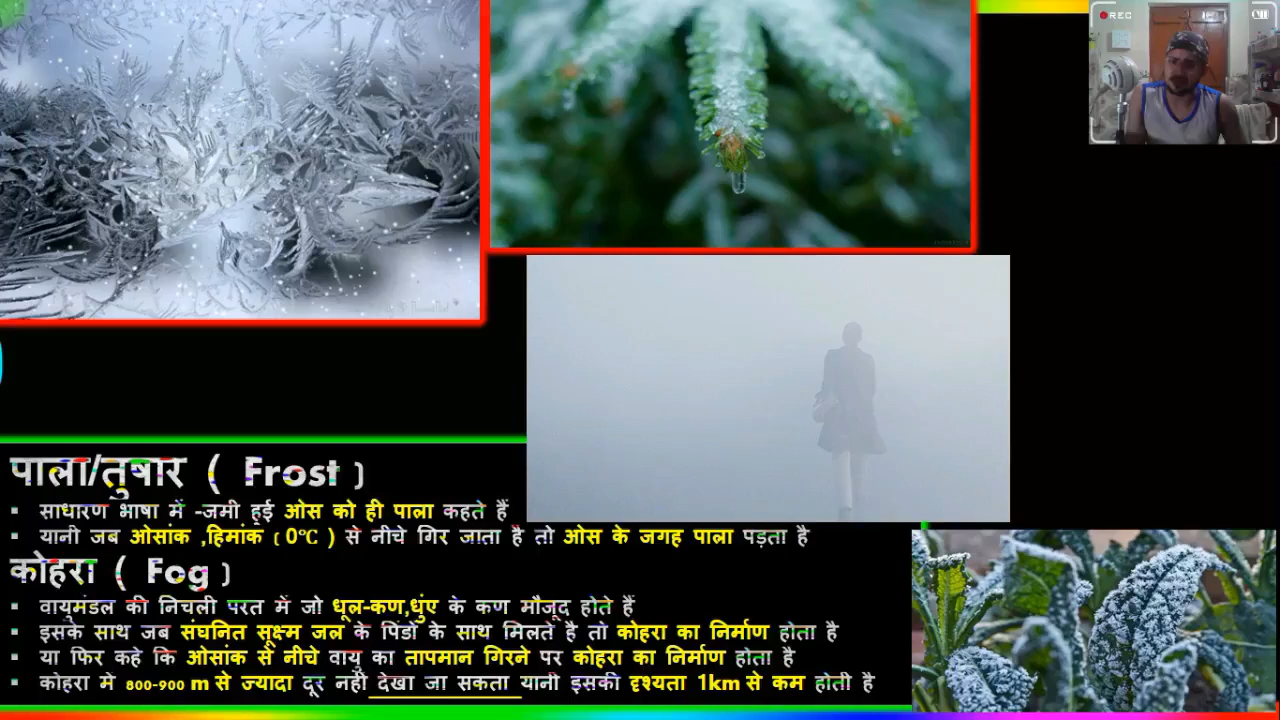 REC
पाला/तुषार ( Frost )
साधारण भाषा में -जमी हुई ओस को ही पाला कहते हैं
यानी जब ओसांक ,हिमांक ( 0℃ ) से नीचे गिर जाता है तो ओस के जगह पाला पड़ता है
कोहरा ( Fog )
वायुमंडल की निचली परत में जो धूल-कण,धुंए के कण मौजूद होते हैं
इसके साथ जब संघनित सूक्ष्म जल के पिंडों के साथ मिलते है तो कोहरा का निर्माण होता है
या फिर कहे कि ओसांक से नीचे वायु का तापमान गिरने पर कोहरा का निर्माण होता है
कोहरा मे 800-900 m से ज्यादा दूर नही देखा जा सकता यानी इसकी दृश्यता 1km से कम होती है